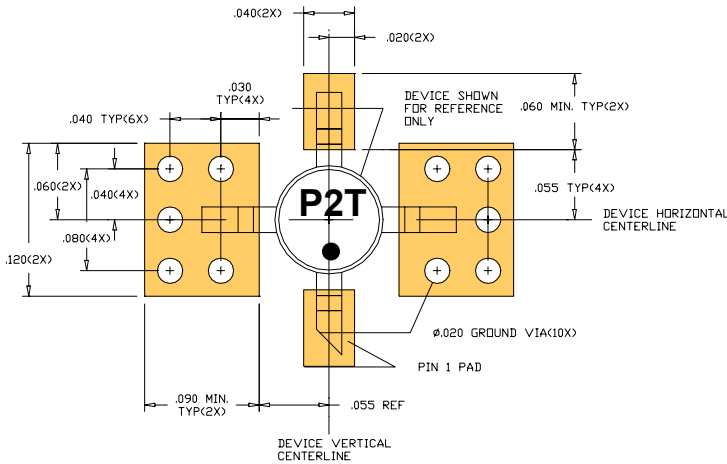 .040(2X)
.020(2X)
.030
TYP(4X)
.040 TYP(6X)
DEVICE SHOWN
FOR REFERENCE
ONLY
.060 MIN. TYP(2X)
.060(2X)
.040(4X)
.055 TYP(4X)
P2T
DEVICE HORIZONTAL
CENTERLINE
.080(4X)
.120(2X)
Ø.020 GROUND VIA(10X)
PIN 1 PAD
.090 MIN.
TYP(2X)
.055 REF
DEVICE VERTICAL
CENTERLINE